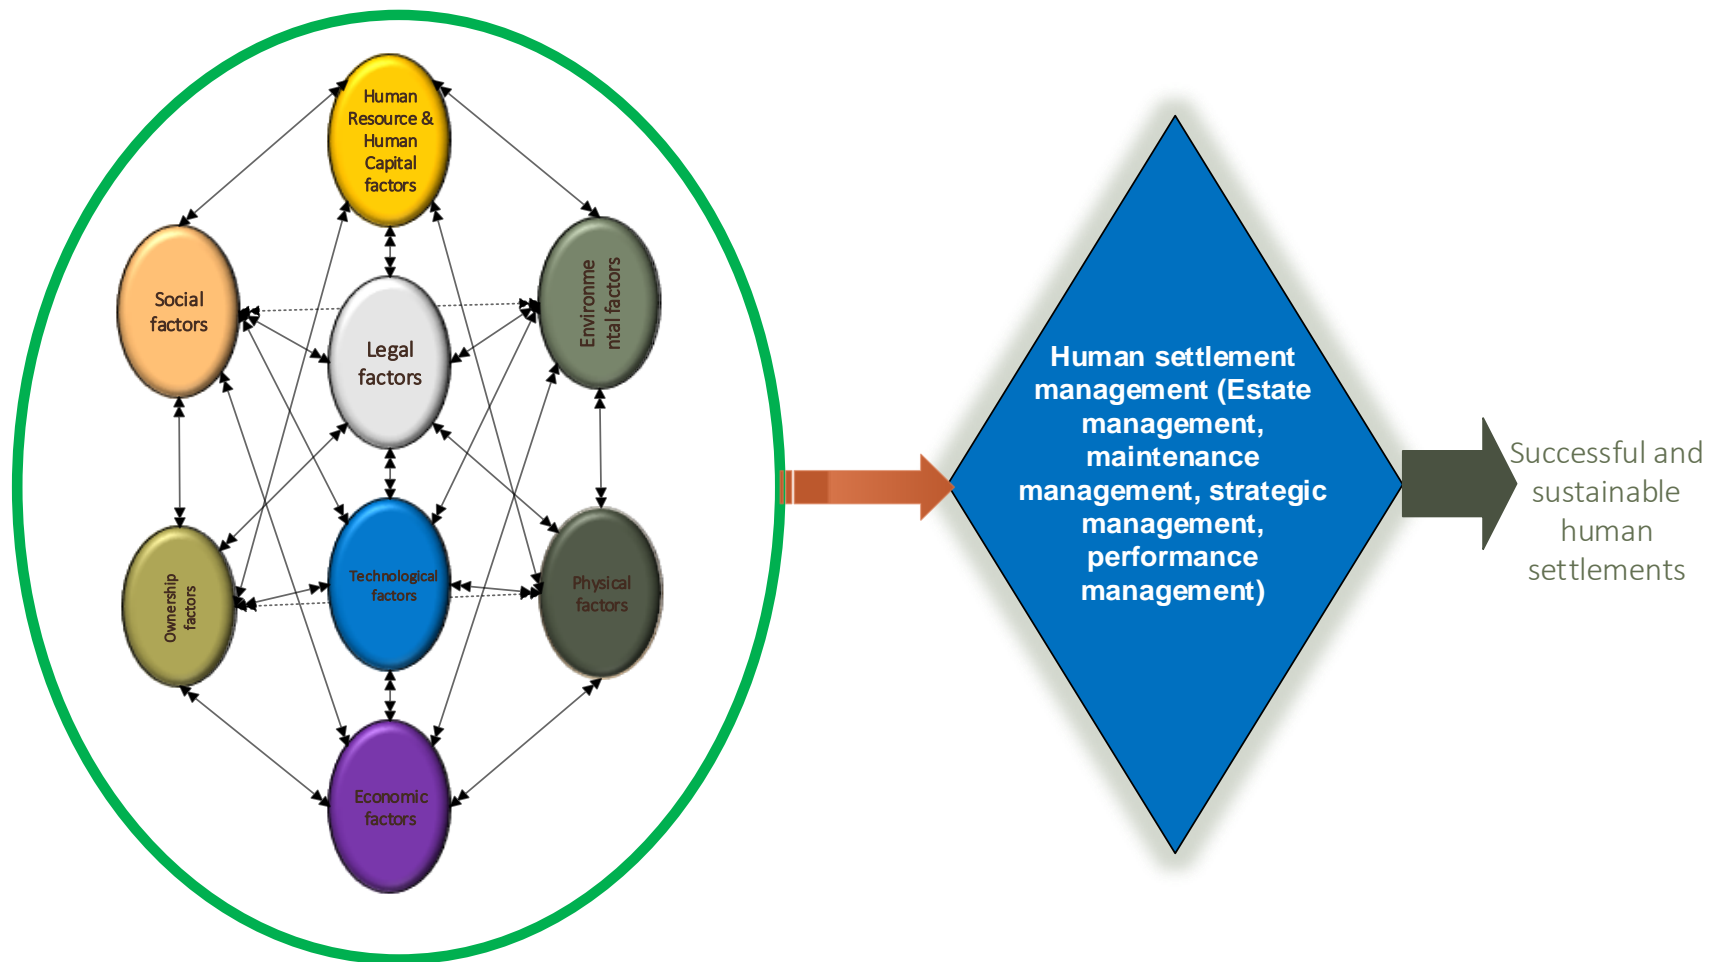 Human
Resource &
Human
Capital
factors
Social
factors
Legal
factors
Environme
ntal factors
Ownership
factors
Technological
factors
Physical
factors
Economic
factors
Human settlement
management (Estate
management,
maintenance
management, strategic
management,
performance
management)
Successful and
sustainable
human
settlements